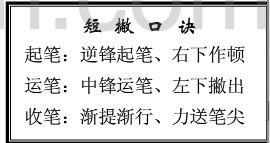 短撇口诀
起笔：逆锋起笔、右下作顿
运笔：中锋运笔、左下撇出
收笔：渐提渐行、力送笔尖